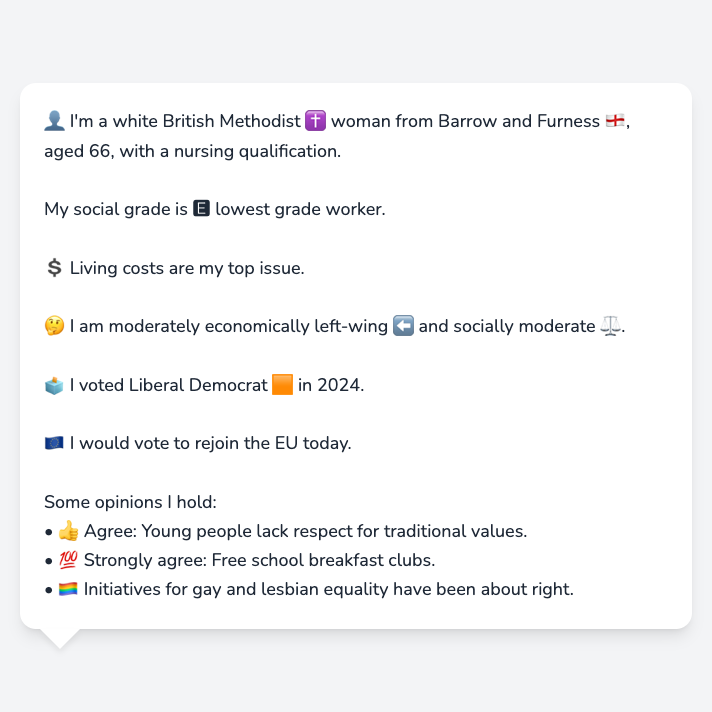 👤 I'm a white British Methodist ✝️ woman from Barrow and Furness 🏴󠁧󠁢󠁥󠁮󠁧󠁿,
aged 66, with a nursing qualification.
My social grade is 🅴 lowest grade worker.
💲 Living costs are my top issue.
🤔 I am moderately economically left-wing ⬅️ and socially moderate ⚖️.
🗳️ I voted Liberal Democrat 🟧 in 2024.
🇪🇺 I would vote to rejoin the EU today.
Some opinions I hold:
• 👍 Agree: Young people lack respect for traditional values.
• 💯 Strongly agree: Free school breakfast clubs.
• 🏳️‍🌈 Initiatives for gay and lesbian equality have been about right.